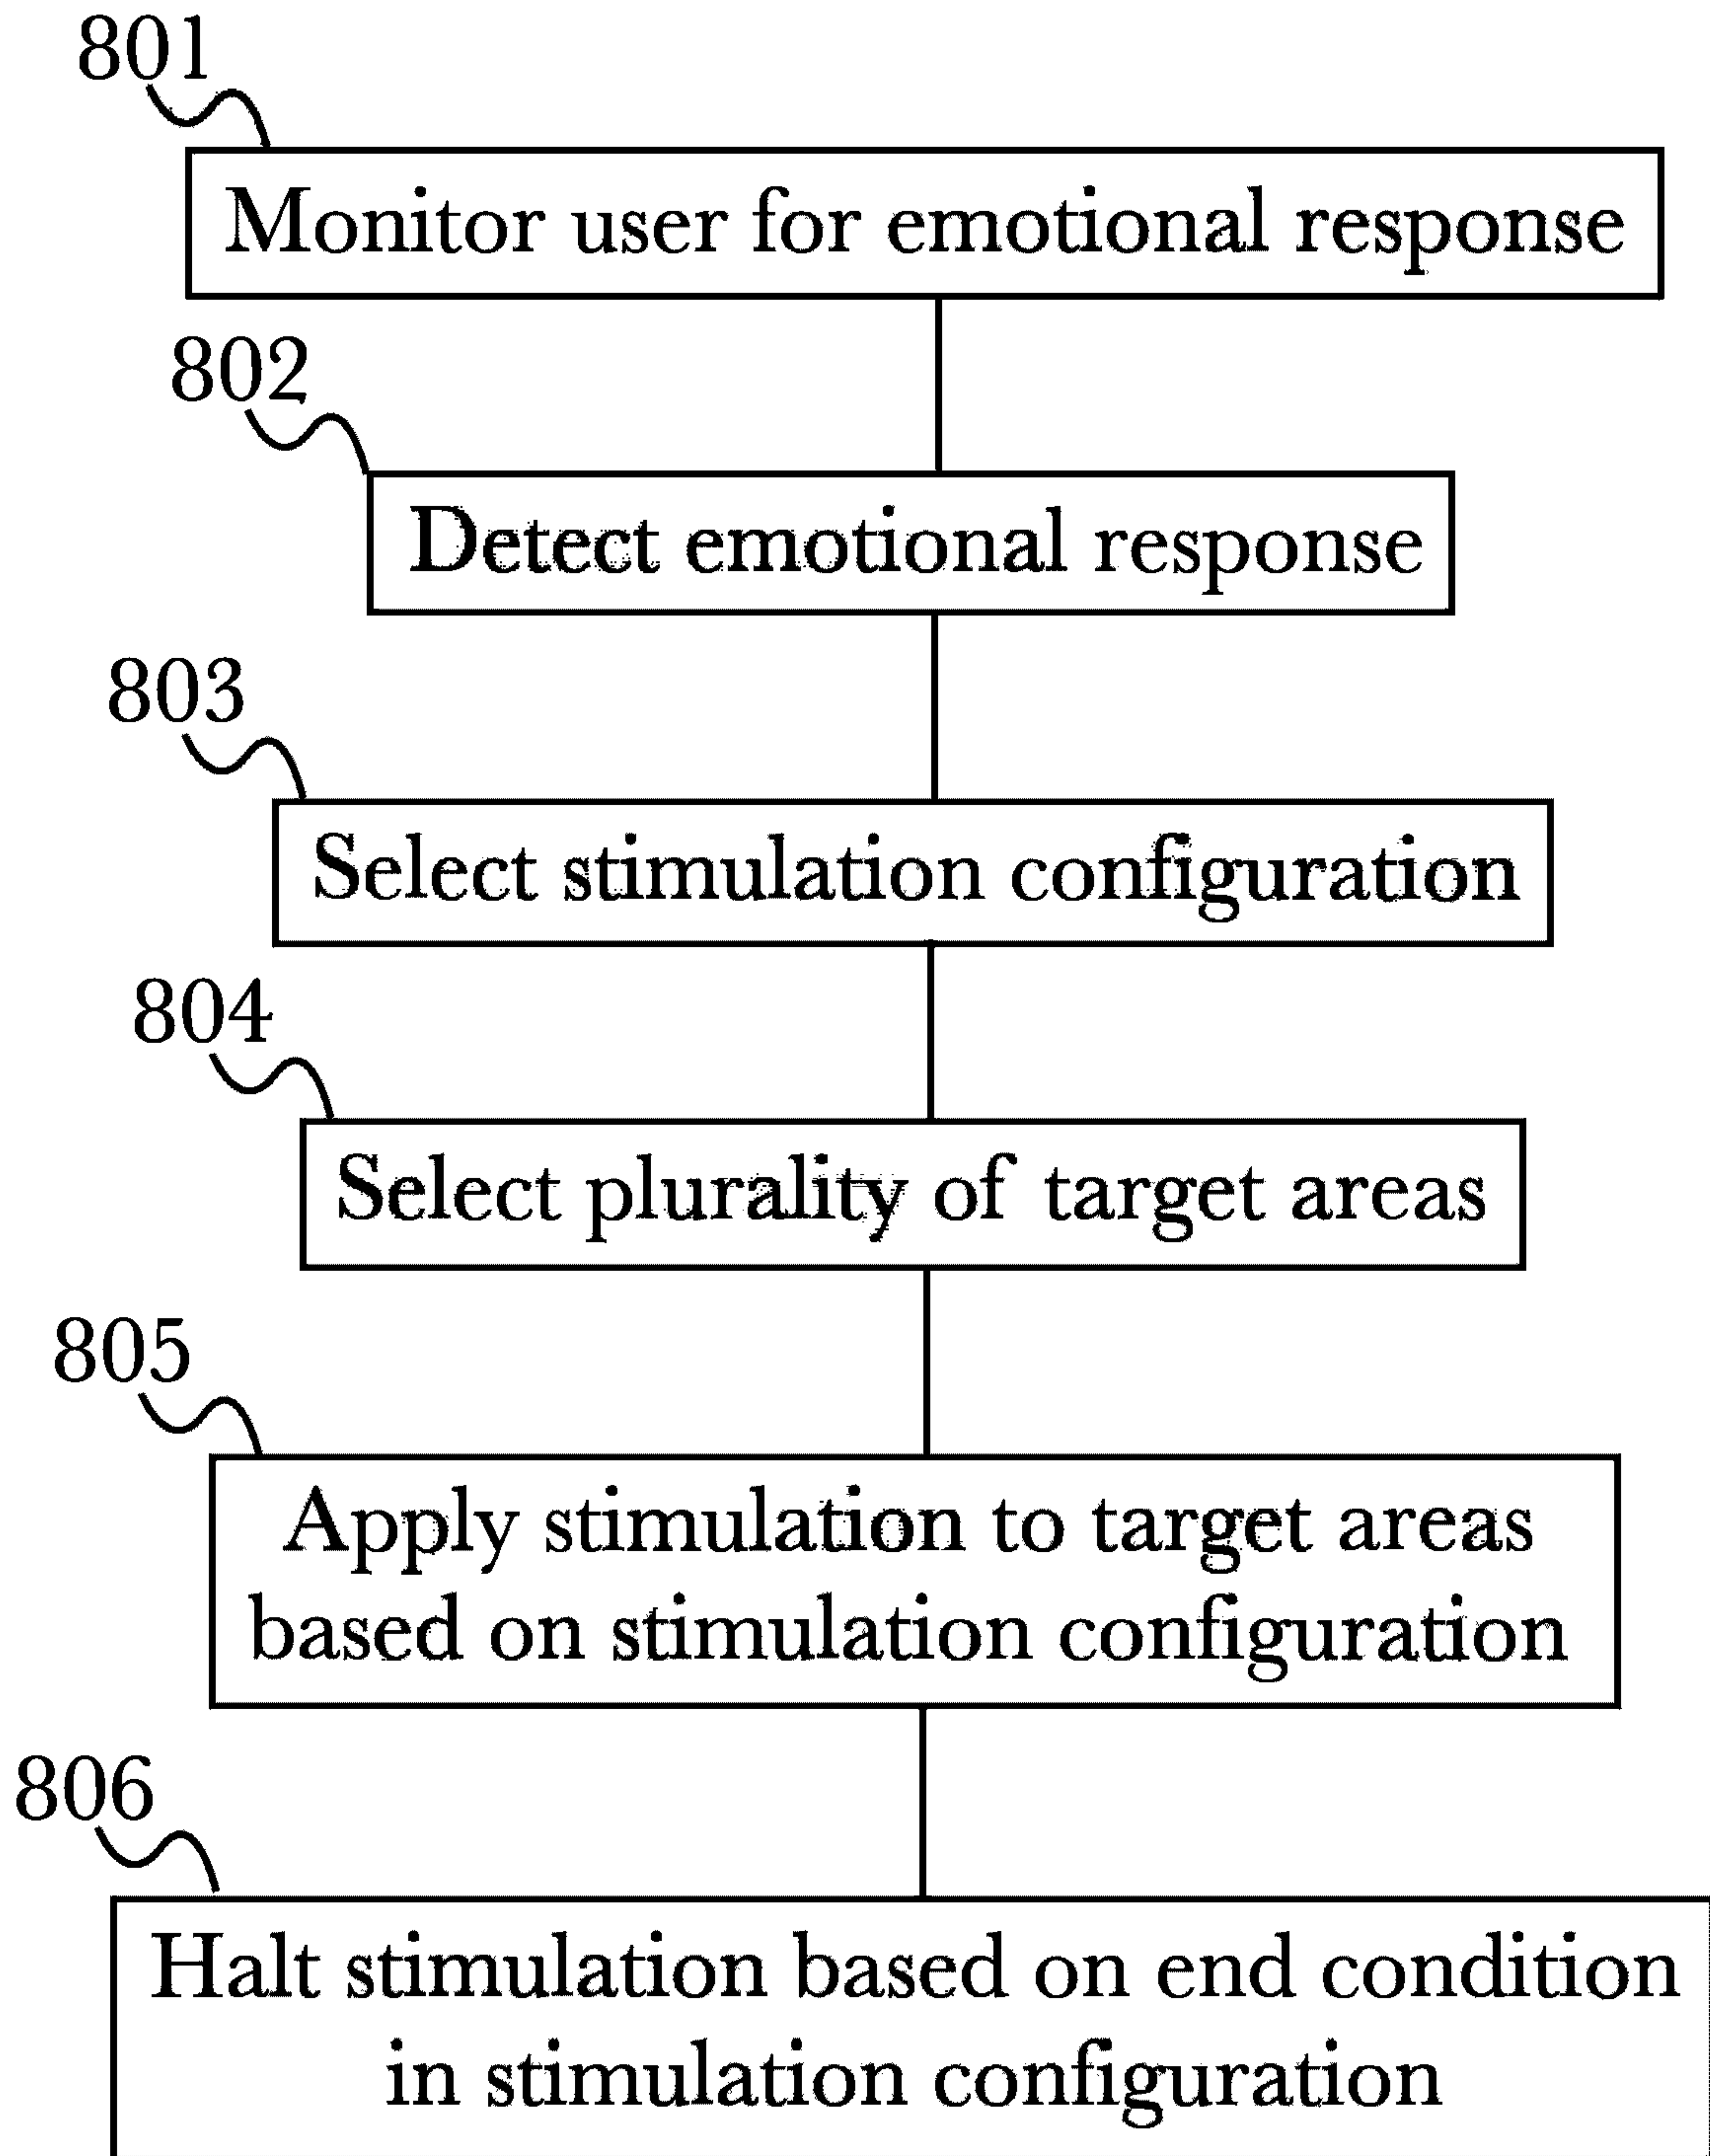 801
Monitor user for emotional response
802
Detect emotional response
803
Select stimulation configuration
804
Select plurality of target areas
805
Apply stimulation to target areas
based on stimulation configuration
806
Halt stimulation based on end condition
in stimulation configuration